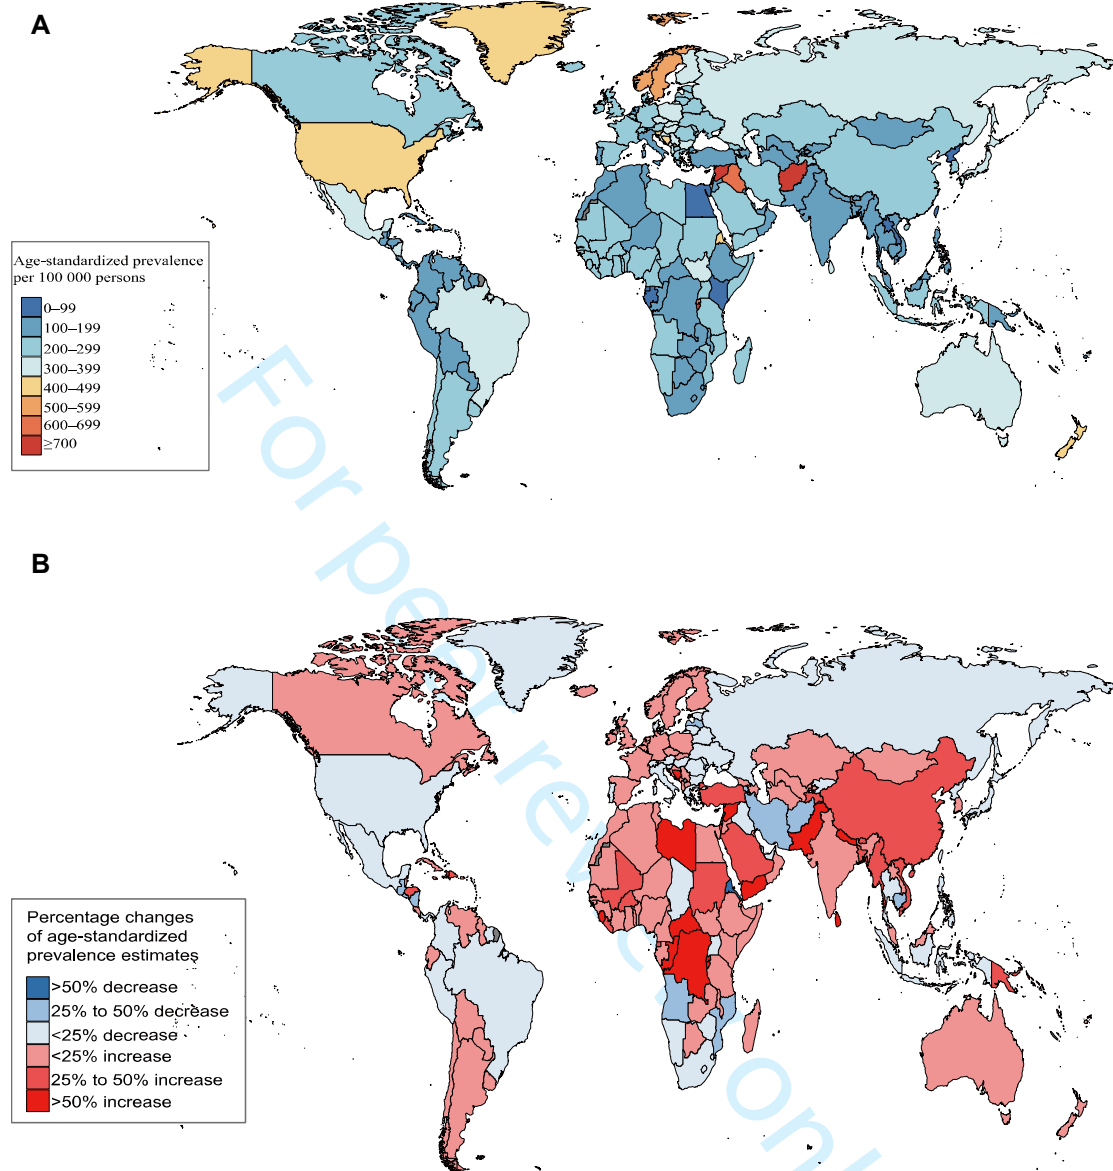 A
Age-standardized prevalence
per 100 000 persons
0–99
100–199
200–299
300–399
400–499
500–599
600–699
≥700
For peer review only
B
Percentage changes
of age-standardized
prevalence estimates
>50% decrease
25% to 50% decrease
<25% decrease
<25% increase
25% to 50% increase
>50% increase